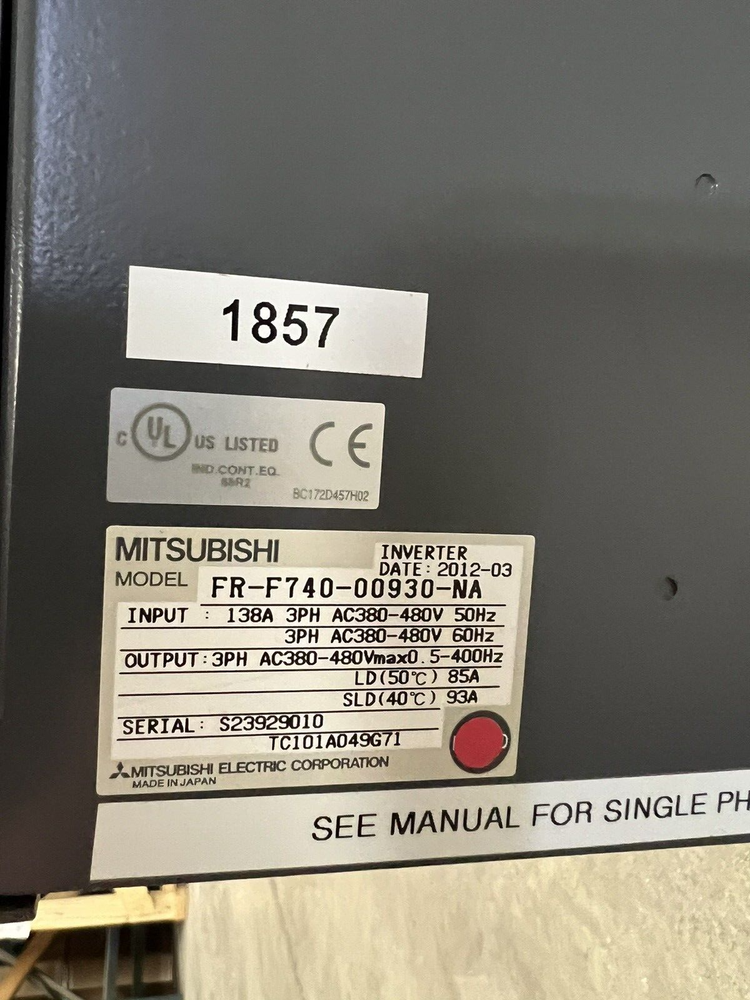 1857
C UL US LISTED CE
IND.CONT.EQ.
BC172D457H02
MITSUBISHI INVERTER
DATE: 2012-03
MODEL FR-F740-00930-NA
INPUT : 138A 3PH AC380-480V 50Hz
3PH AC380-480V 60Hz
OUTPUT:3PH AC380-480Vmax0.5-400Hz
LD(50℃) 85A
SLD(40℃) 93A
SERIAL: S23929010
TC101A049G71
MITSUBISHI ELECTRIC CORPORATION
MADE IN JAPAN
SEE MANUAL FOR SINGLE PH